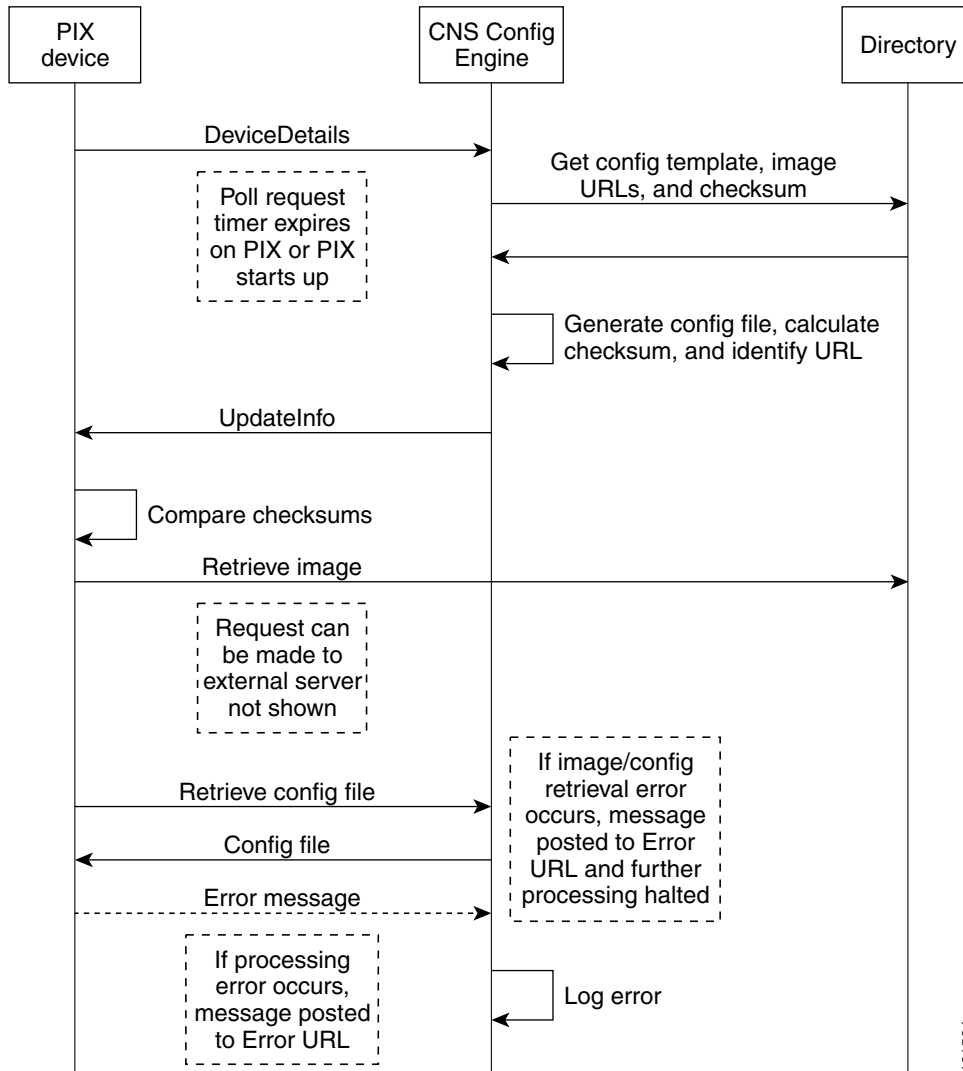 PIX
device
CNS Config
Engine
Directory
DeviceDetails
Get config template, image
URLs, and checksum
Poll request
timer expires
on PIX or PIX
starts up
Generate config file, calculate
checksum, and identify URL
UpdateInfo
Compare checksums
Retrieve image
Request can
be made to
external server
not shown
If image/config
retrieval error
occurs, message
posted to Error
URL and further
processing halted
Retrieve config file
Config file
Error message
If processing
error occurs,
message posted
to Error URL
Log error